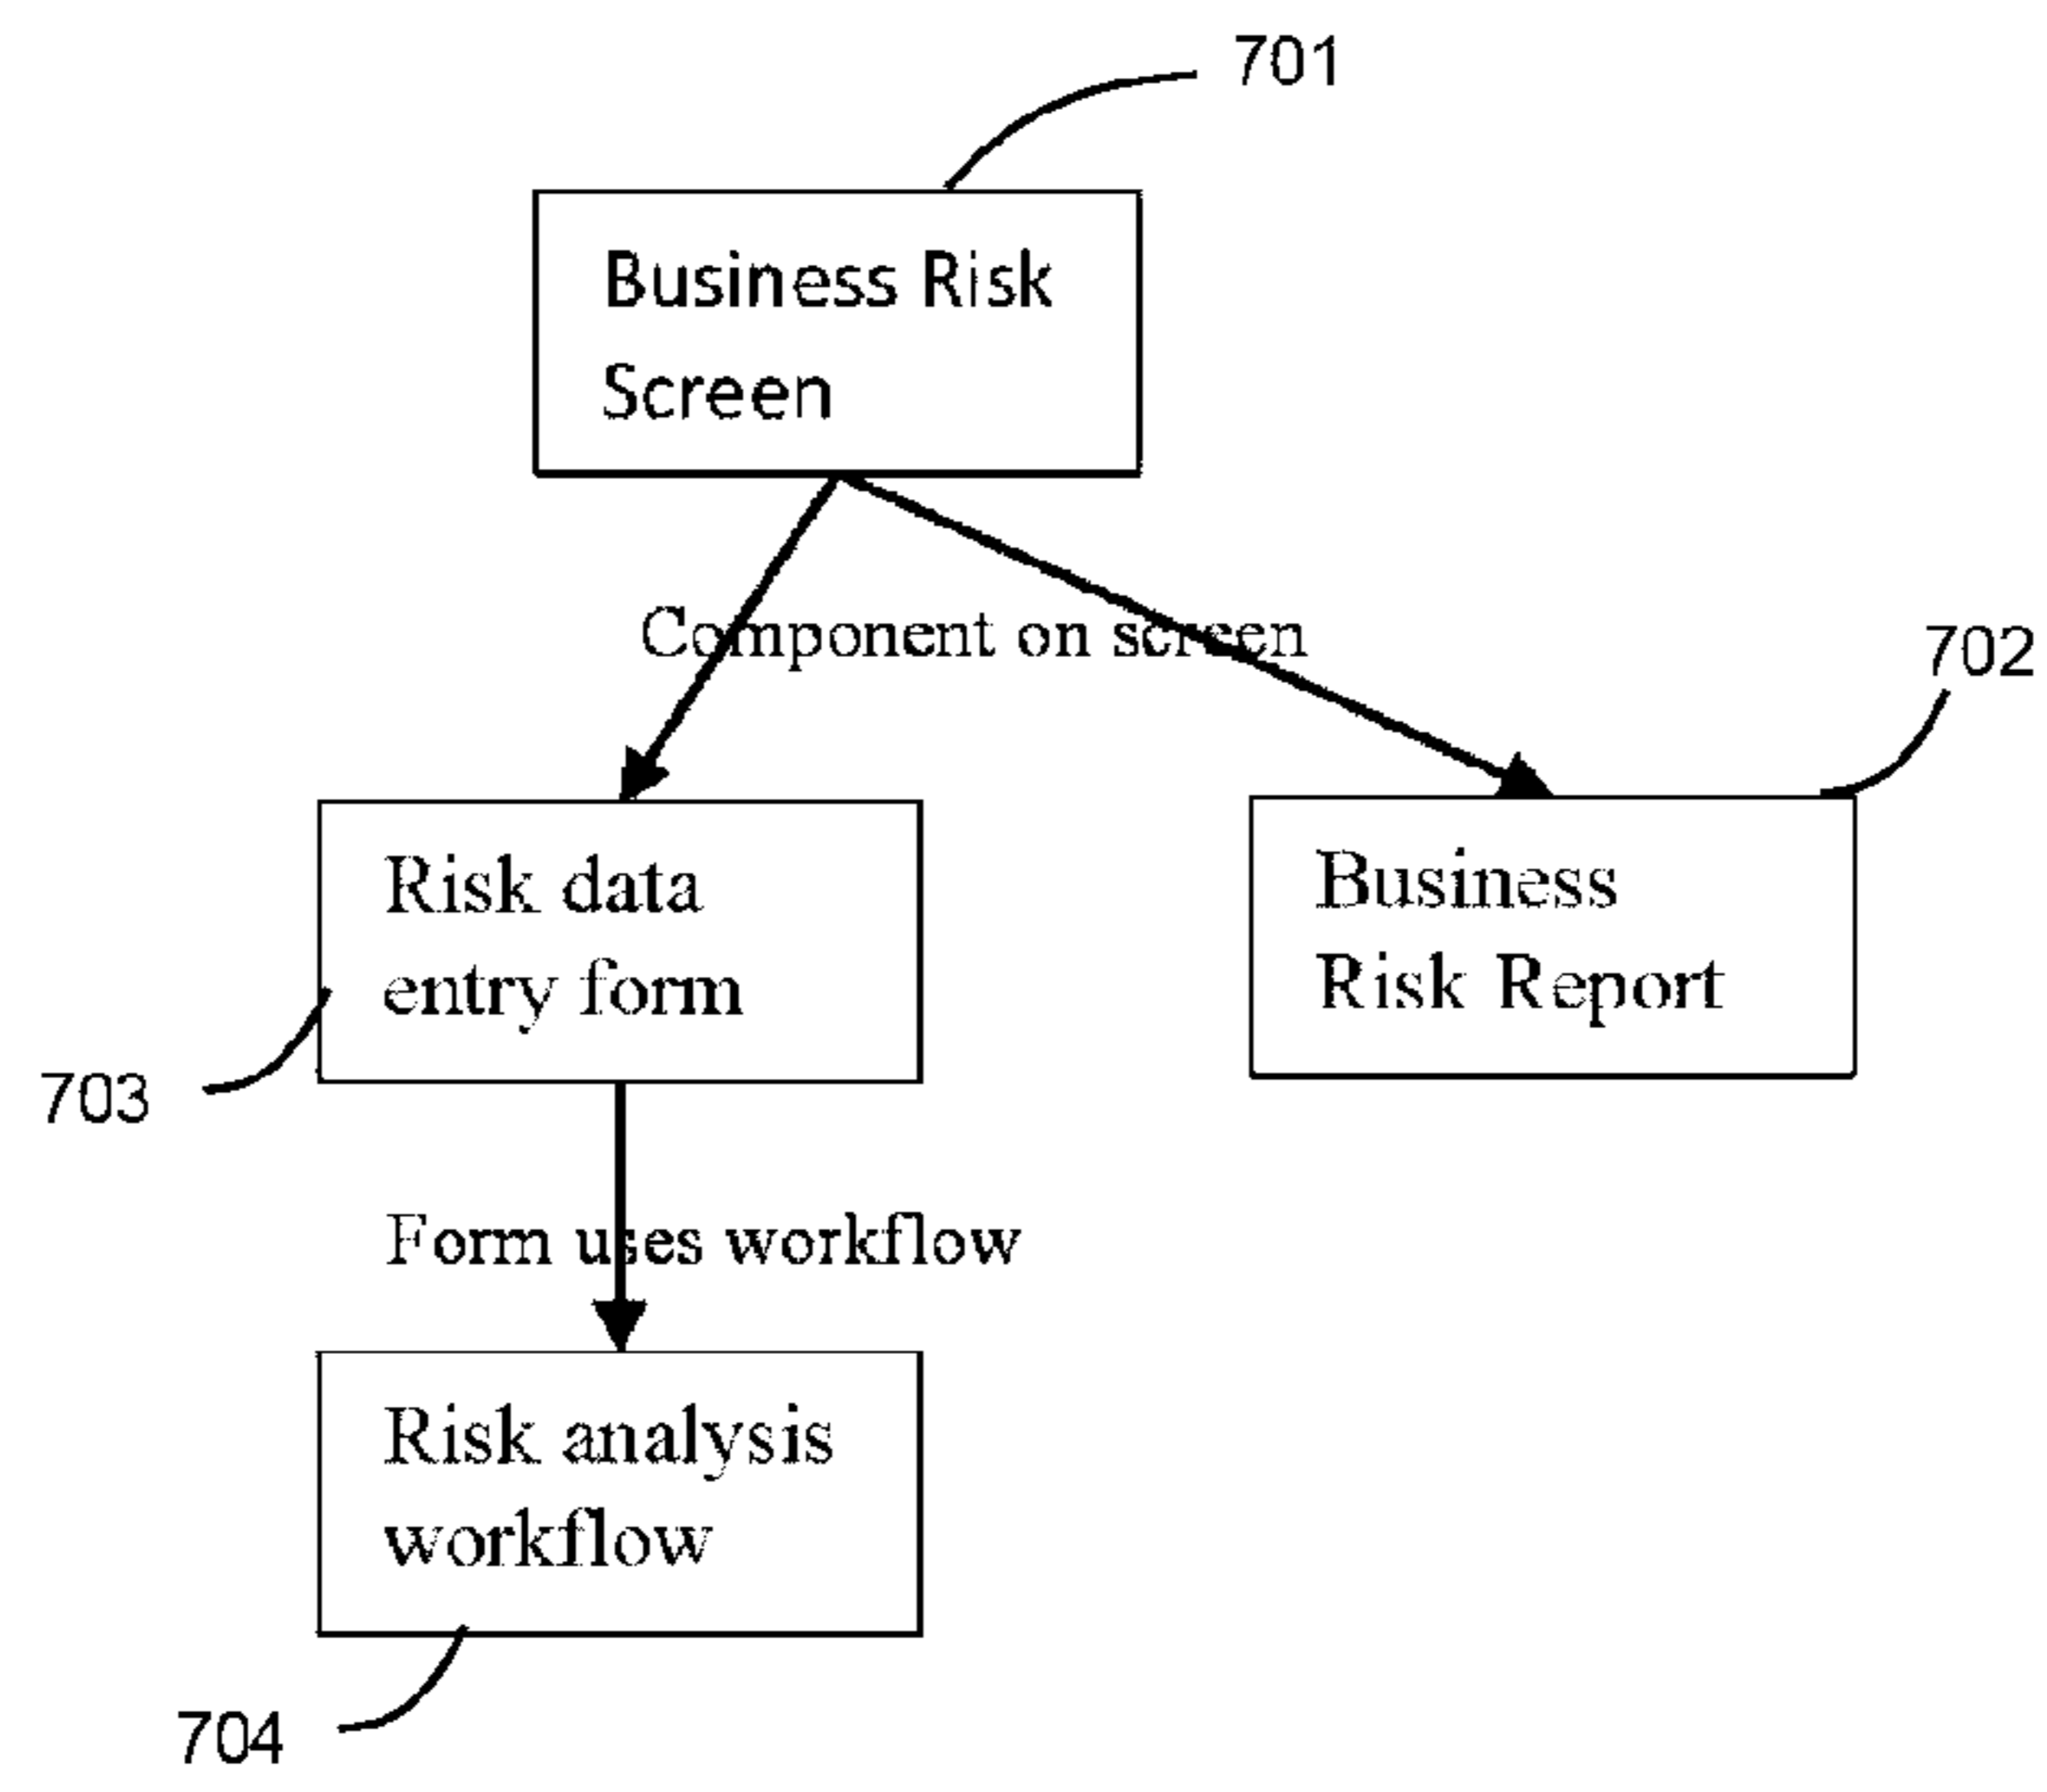 701
Business Risk
Screen
Component on screen
702
Risk data
entry form
Business
Risk Report
703
Form uses workflow
Risk analysis
workflow
704